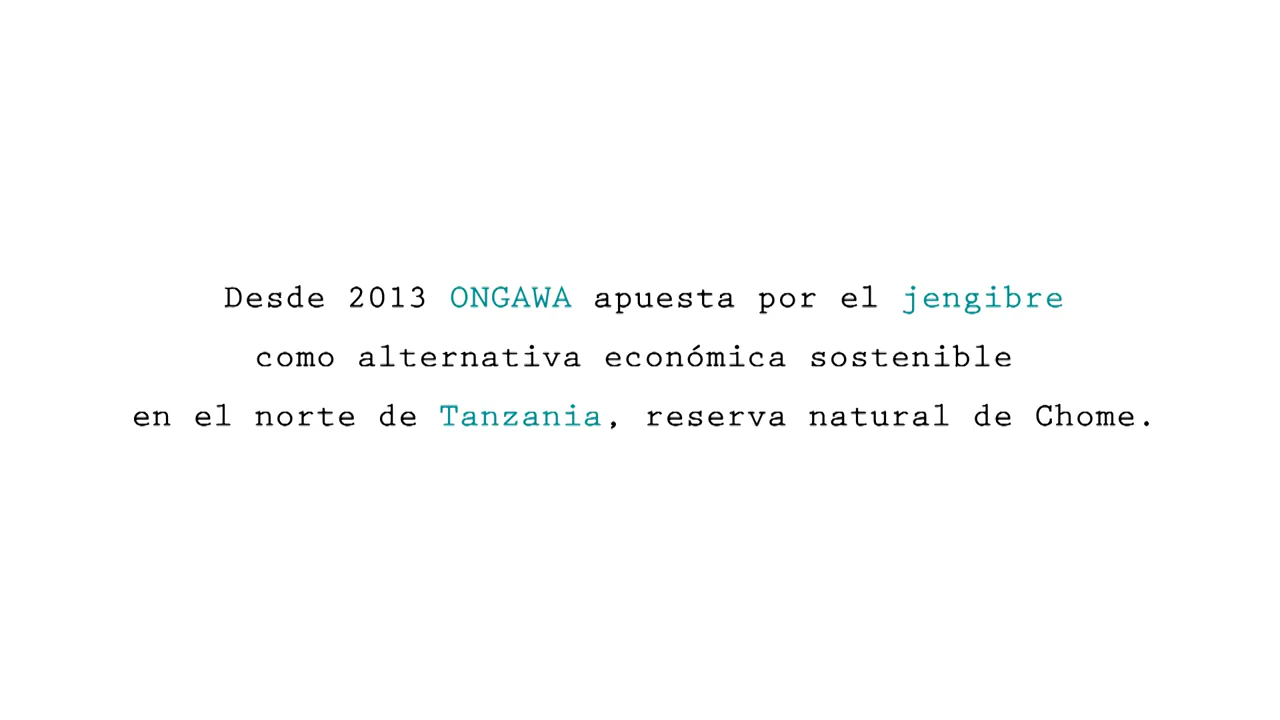 Desde 2013 ONGAWA apuesta por el jengibre
como alternativa económica sostenible
en el norte de Tanzania, reserva natural de Chome.